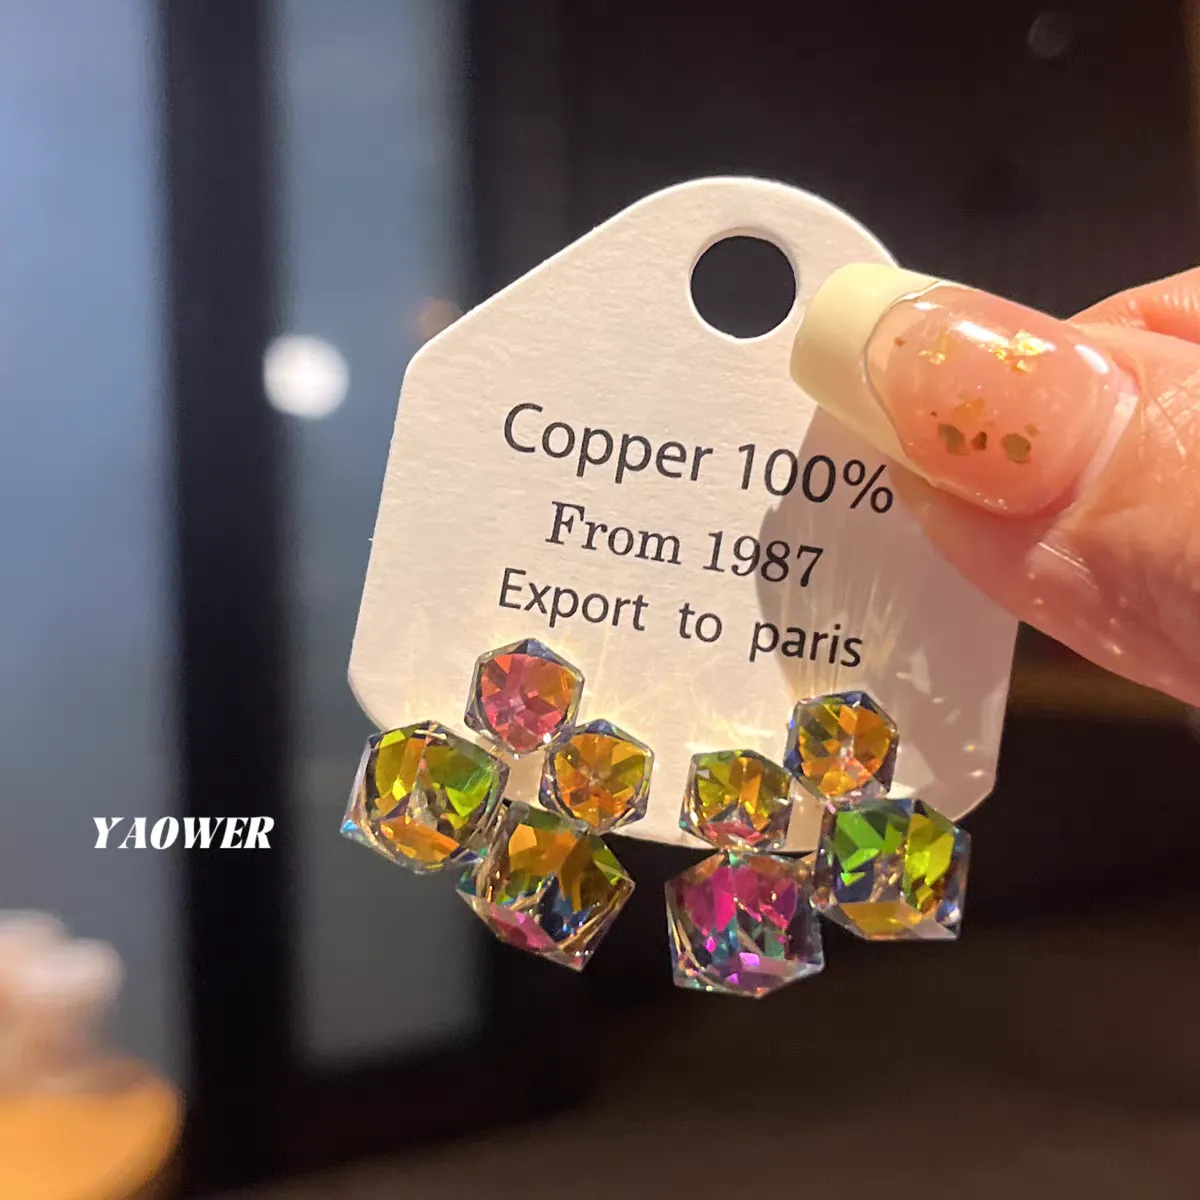 Copper 100%
From 1987
Export to paris
YAOWER